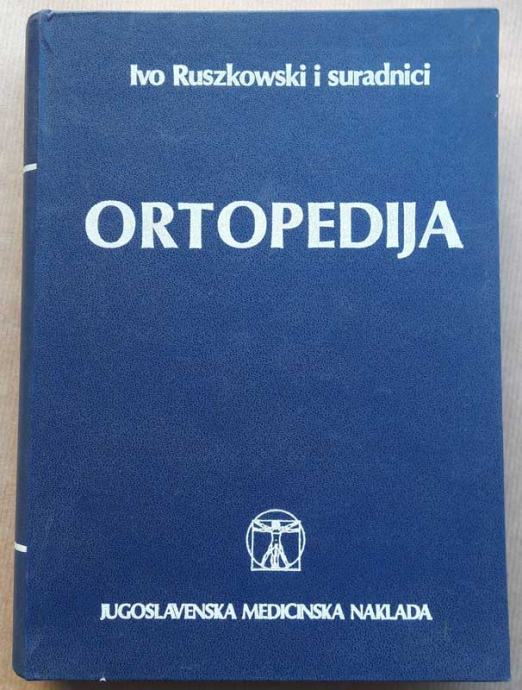 Ivo Ruszkowski i suradnici
ORTOPEDIJA
JUGOSLAVENSKA MEDICINSKA NAKLADA